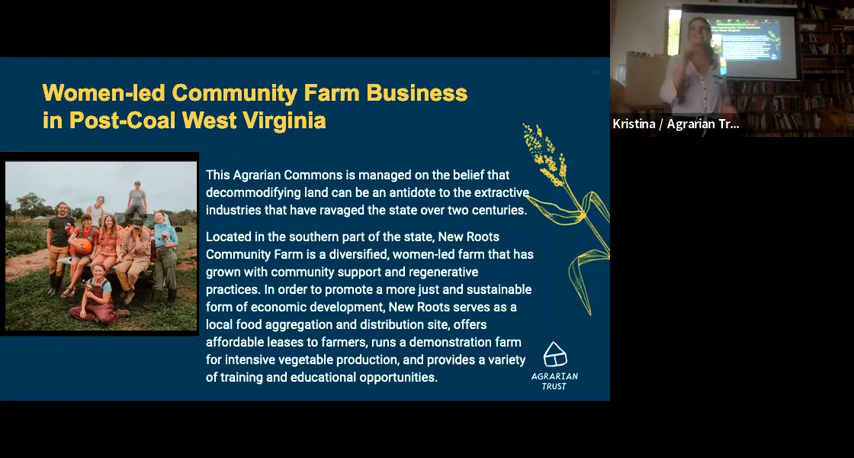 Women-led Community Farm Business
in Post-Coal West Virginia
This Agrarian Commons is managed on the belief that
decommodifying land can be an antidote to the extractive
industries that have ravaged the state over two centuries.
Located in the southern part of the state, New Roots
Community Farm is a diversified, women-led farm that has
grown with community support and regenerative
practices. In order to promote a more just and sustainable
form of economic development, New Roots serves as a
local food aggregation and distribution site, offers
affordable leases to farmers, runs a demonstration farm
for intensive vegetable production, and provides a variety
of training and educational opportunities.
AGRARIAN
TRUST
Kristina / Agrarian Tr...